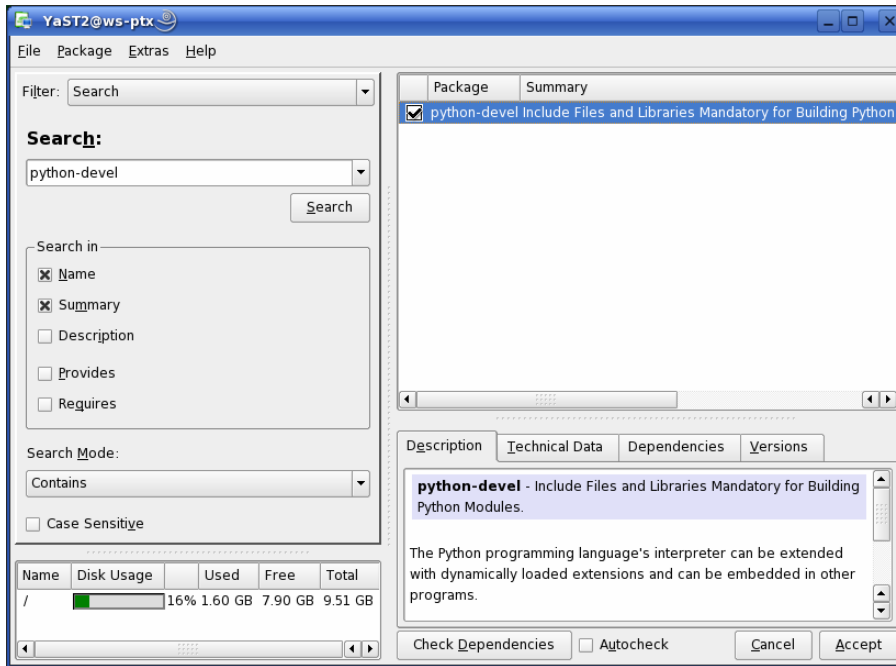 YaST2@ws-ptx
File Package Extras Help
Filter: Search
Search:
python-devel
Search
Search in
Name
Summary
Description
Provides
Requires
Search Mode:
Contains
Case Sensitive
Name Disk Usage Used Free Total
/ 16% 1.60 GB 7.90 GB 9.51 GB
Package Summary
python-devel Include Files and Libraries Mandatory for Building Python
Description Technical Data Dependencies Versions
python-devel - Include Files and Libraries Mandatory for Building
Python Modules.
The Python programming language's interpreter can be extended
with dynamically loaded extensions and can be embedded in other
programs.
Check Dependencies Autocheck Cancel Accept